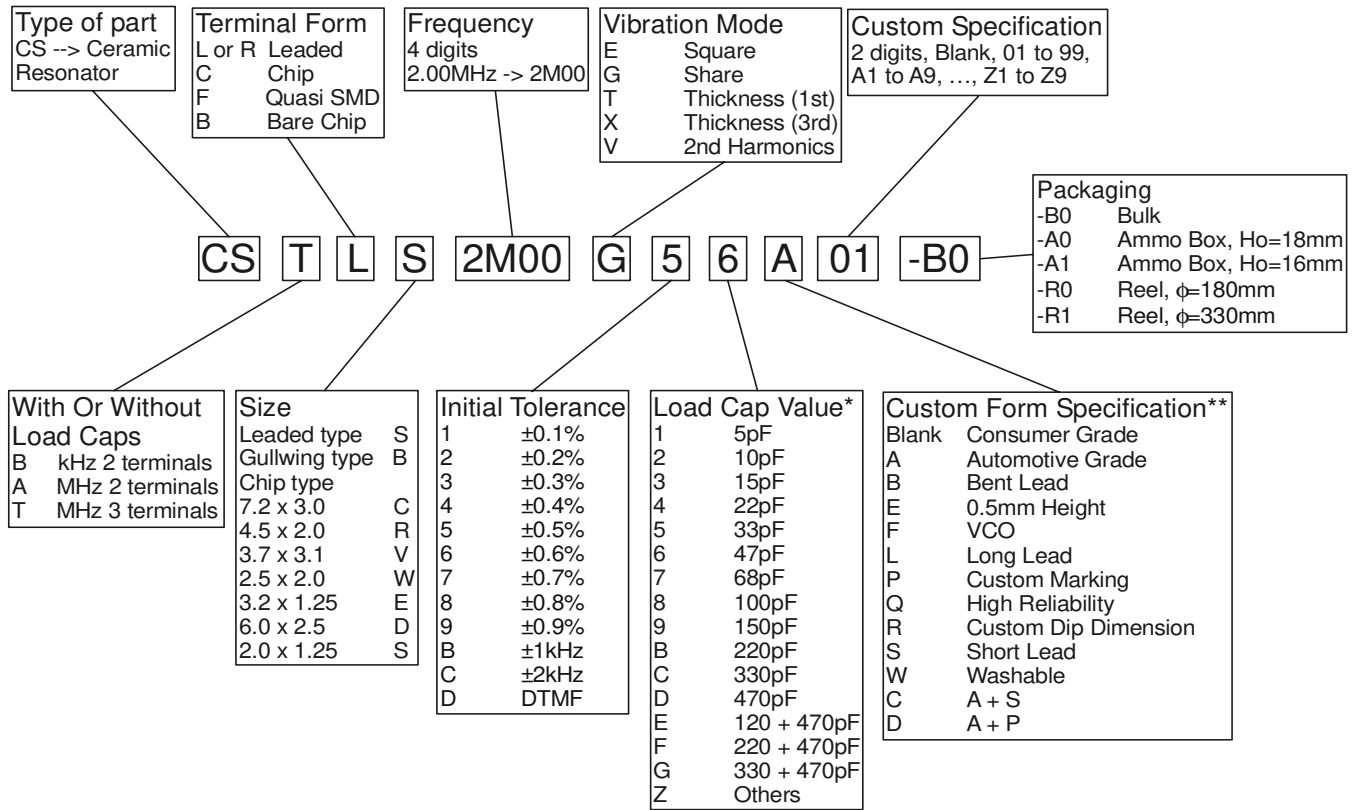 Type of part
CS --> Ceramic
Resonator
Terminal Form
L or R Leaded
C Chip
F Quasi SMD
B Bare Chip
Frequency
4 digits
2.00MHz -> 2M00
Vibration Mode
E Square
G Share
T Thickness (1st)
X Thickness (3rd)
V 2nd Harmonics
Custom Specification
2 digits, Blank, 01 to 99,
A1 to A9, …, Z1 to Z9
Packaging
-B0 Bulk
-A0 Ammo Box, Ho=18mm
-A1 Ammo Box, Ho=16mm
-R0 Reel, ϕ=180mm
-R1 Reel, ϕ=330mm
CS T L S 2M00 G 5 6 A 01 -B0
With Or Without
Load Caps
B kHz 2 terminals
A MHz 2 terminals
T MHz 3 terminals
Size
Leaded type S
Gullwing type B
Chip type
7.2 x 3.0 C
4.5 x 2.0 R
3.7 x 3.1 V
2.5 x 2.0 W
3.2 x 1.25 E
6.0 x 2.5 D
2.0 x 1.25 S
Initial Tolerance
1 ±0.1%
2 ±0.2%
3 ±0.3%
4 ±0.4%
5 ±0.5%
6 ±0.6%
7 ±0.7%
8 ±0.8%
9 ±0.9%
B ±1kHz
C ±2kHz
D DTMF
Load Cap Value*
1 5pF
2 10pF
3 15pF
4 22pF
5 33pF
6 47pF
7 68pF
8 100pF
9 150pF
B 220pF
C 330pF
D 470pF
E 120 + 470pF
F 220 + 470pF
G 330 + 470pF
Z Others
Custom Form Specification**
Blank Consumer Grade
A Automotive Grade
B Bent Lead
E 0.5mm Height
F VCO
L Long Lead
P Custom Marking
Q High Reliability
R Custom Dip Dimension
S Short Lead
W Washable
C A + S
D A + P